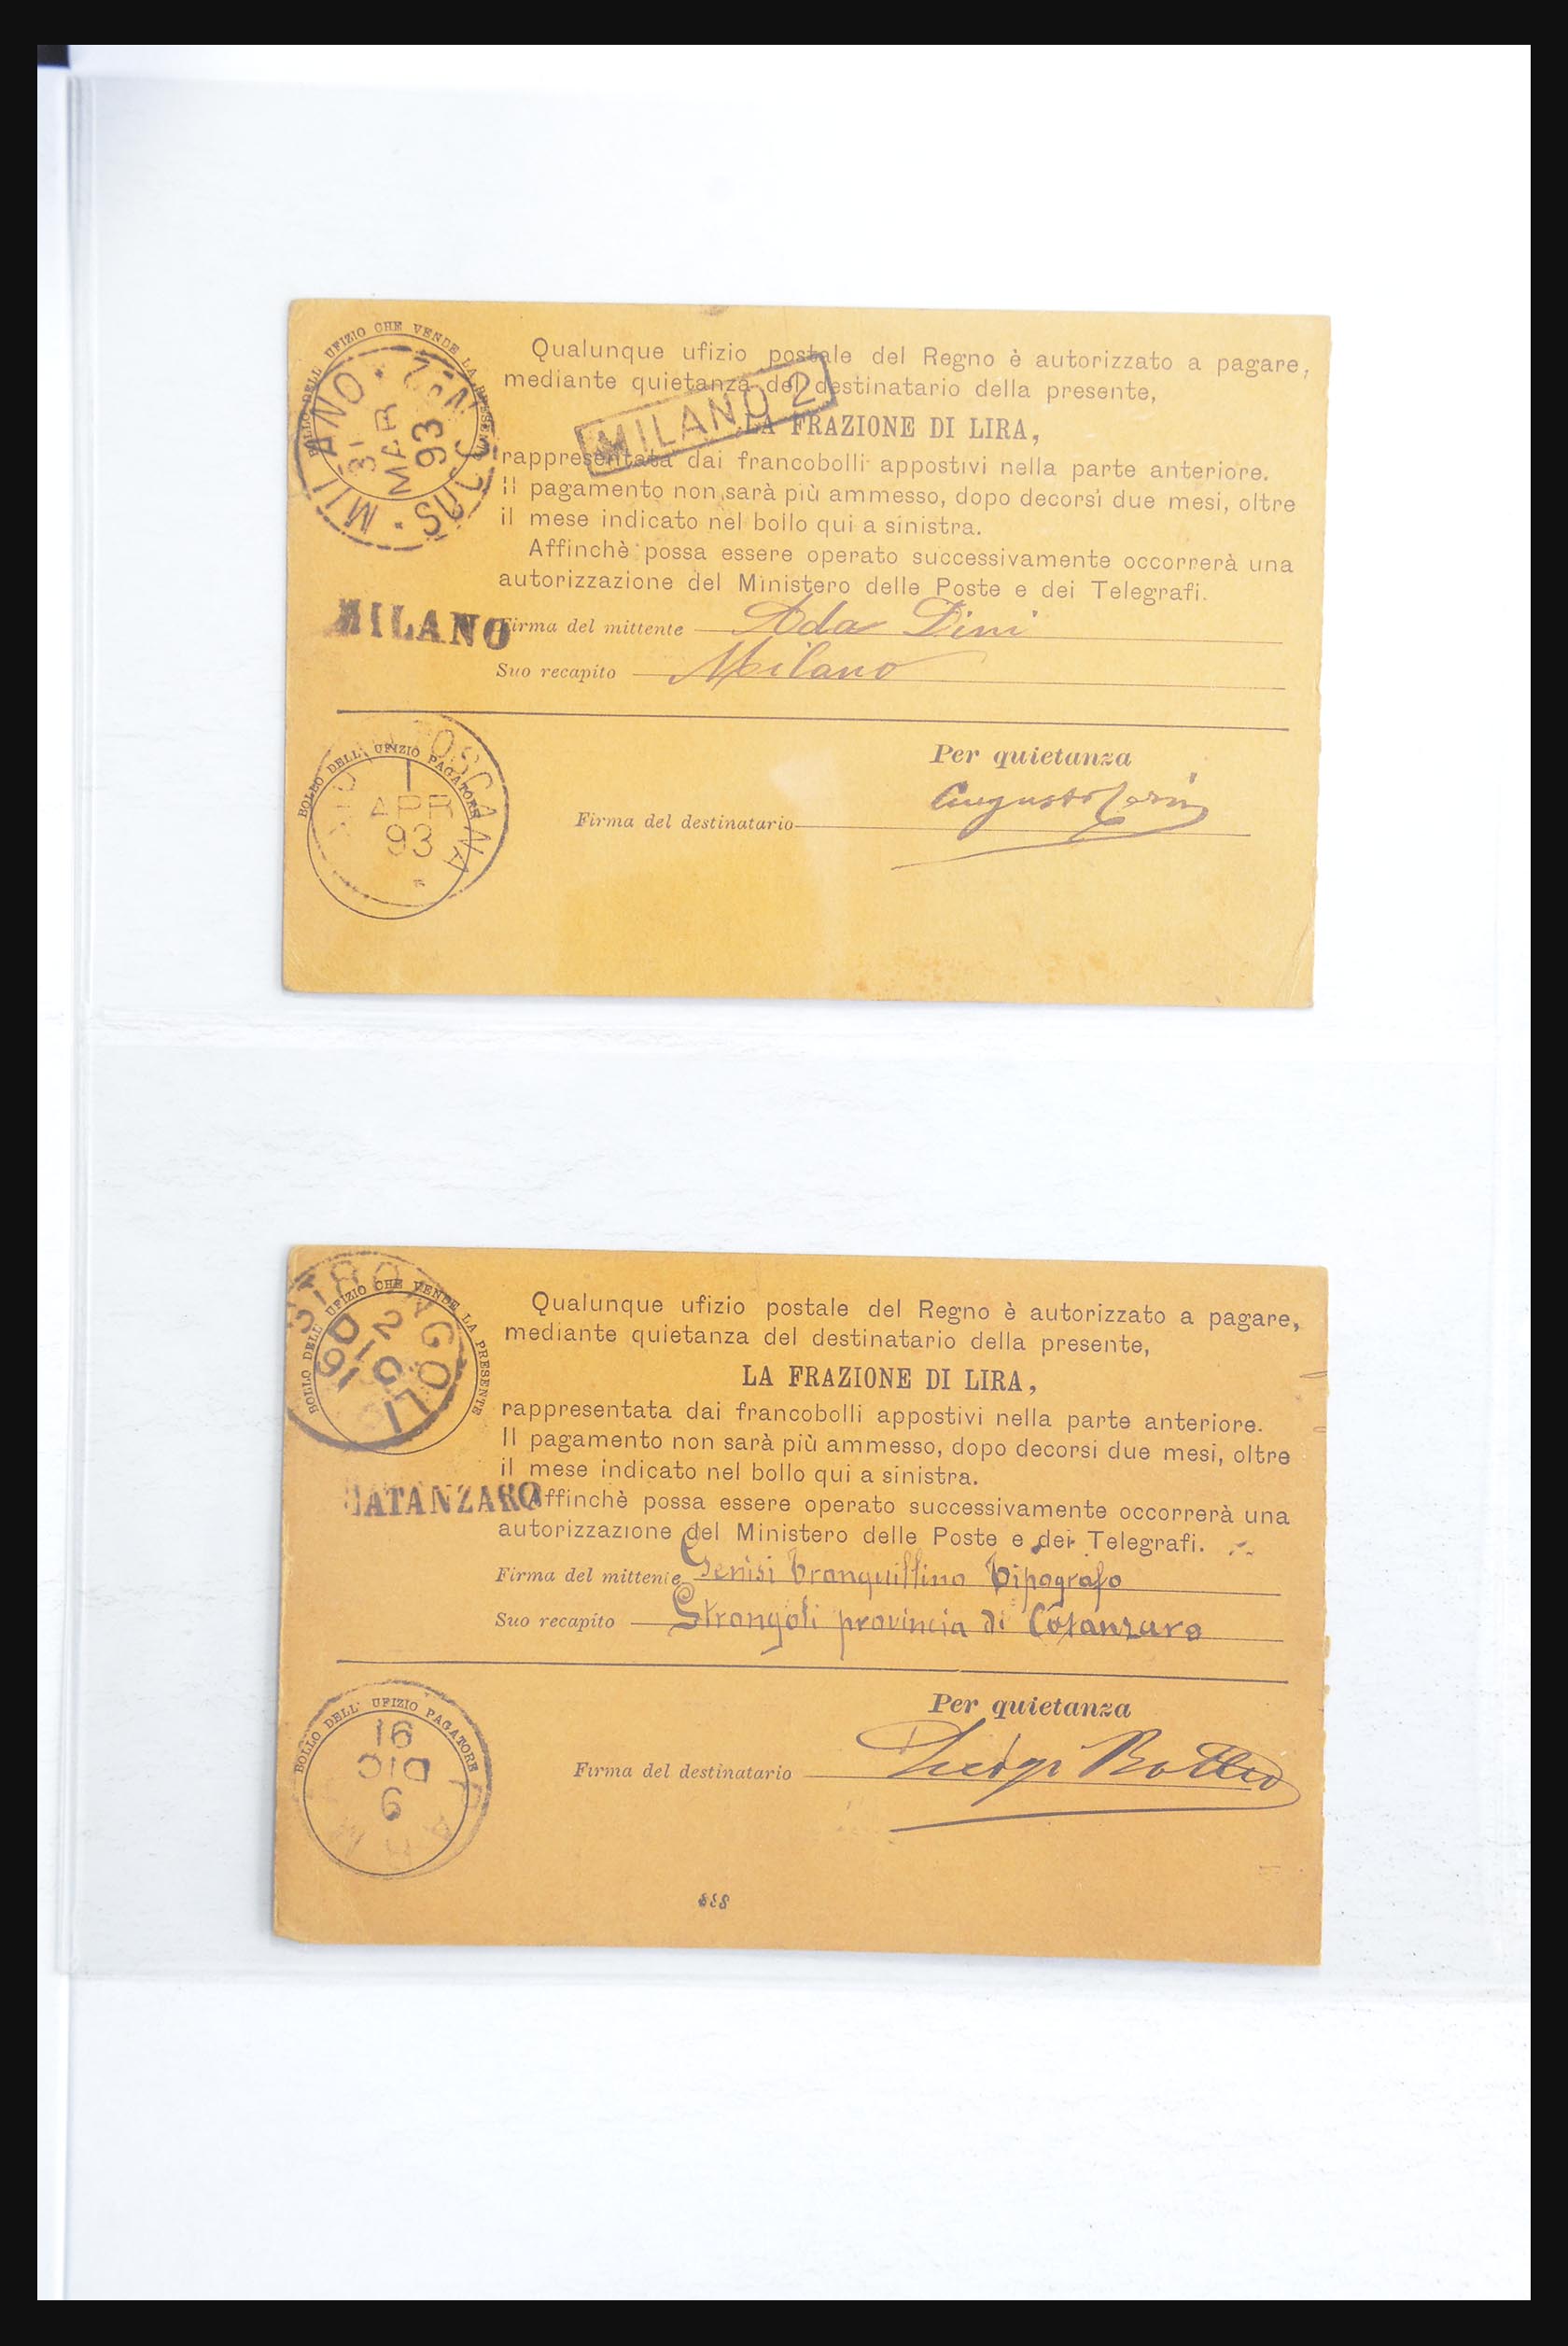 BOLLO DELL' UFIZIO CHE VENDE LA PRESENTE
MILANO SUCC
31
MAR
93
Qualunque ufizio postale del Regno è autorizzato a pagare,
mediante quietanza del destinatario della presente,
MILANO 2
LA FRAZIONE DI LIRA,
rappresentata dai francobolli appostivi nella parte anteriore.
Il pagamento non sarà più ammesso, dopo decorsi due mesi, oltre
il mese indicato nel bollo qui a sinistra.
Affinchè possa essere operato successivamente occorrerà una
autorizzazione del Ministero delle Poste e dei Telegrafi.
MILANO
Firma del mittente Ada Dini
Suo recapito Milano
BOLLO DELL' UFIZIO PAGATORE
1
APR
93
Per quietanza
Firma del destinatario Augusto
BOLLO DELL' UFIZIO CHE VENDE LA PRESENTE
STRONGOLI
2
DIC
91
Qualunque ufizio postale del Regno è autorizzato a pagare,
mediante quietanza del destinatario della presente,
LA FRAZIONE DI LIRA,
rappresentata dai francobolli appostivi nella parte anteriore.
Il pagamento non sarà più ammesso, dopo decorsi due mesi, oltre
il mese indicato nel bollo qui a sinistra.
CATANZARO
Affinchè possa essere operato successivamente occorrerà una
autorizzazione del Ministero delle Poste e dei Telegrafi.
Firma del mittente Genisi Tranquillino Tipografo
Suo recapito Strongoli provincia di Catanzaro
BOLLO DELL' UFIZIO PAGATORE
6
DIC
91
Per quietanza
Firma del destinatario Luigi Botteo